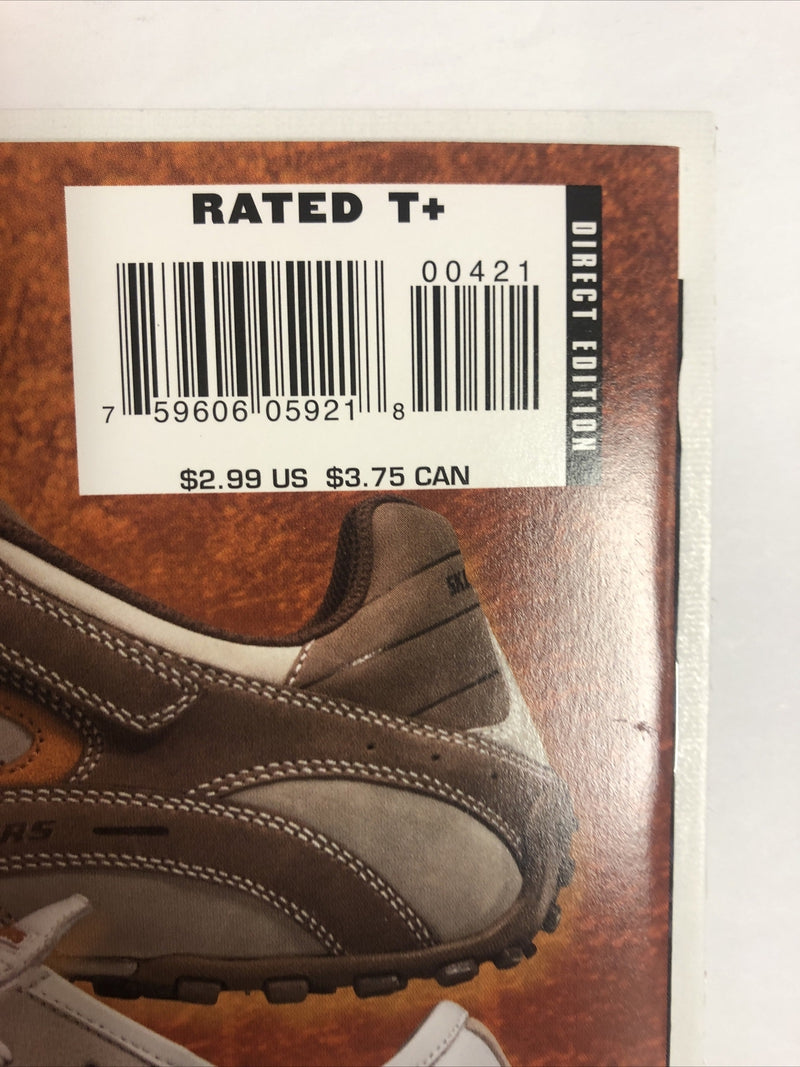 RATED T+
00421
7 59606 05921 8
$2.99 US $3.75 CAN
DIRECT EDITION